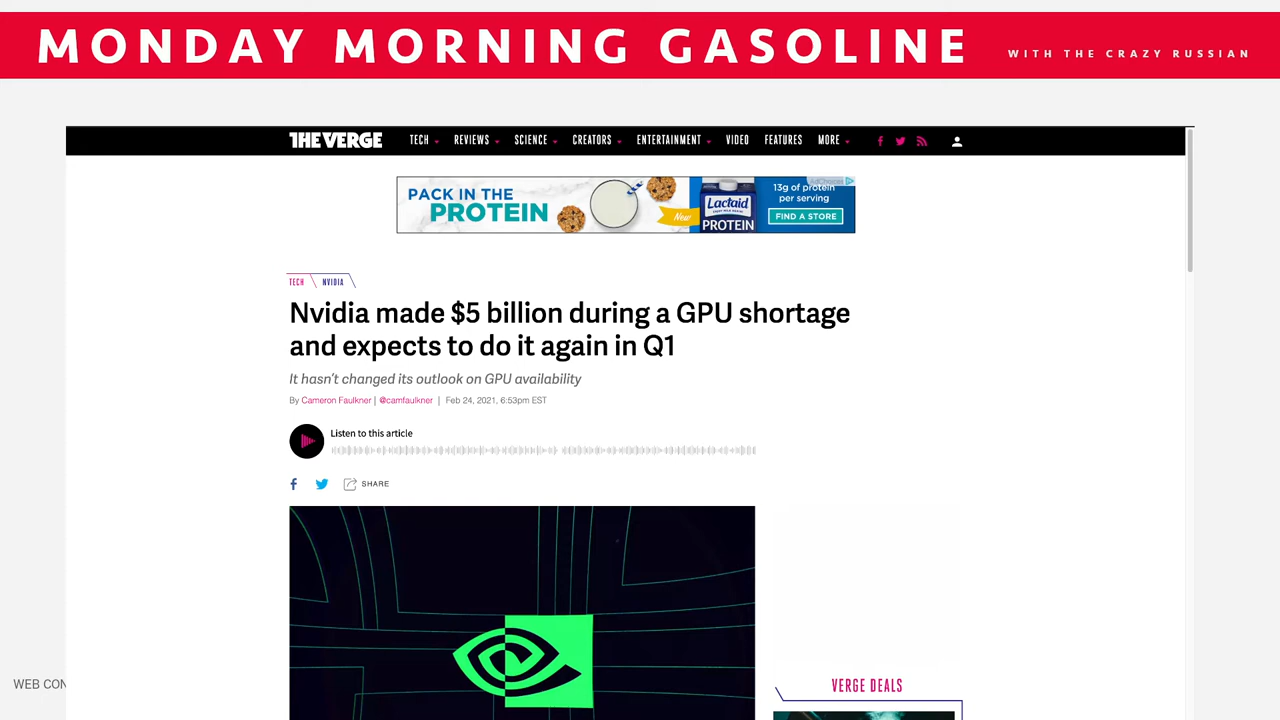 MONDAY MORNING GASOLINE WITH THE CRAZY RUSSIAN
THE VERGE TECH REVIEWS SCIENCE CREATORS ENTERTAINMENT VIDEO FEATURES MORE
PACK IN THE
PROTEIN
New
Lactaid
PROTEIN
13g of protein
per serving
FIND A STORE
AdChoices
TECH NVIDIA
Nvidia made $5 billion during a GPU shortage
and expects to do it again in Q1
It hasn't changed its outlook on GPU availability
By Cameron Faulkner | @camfaulkner | Feb 24, 2021, 6:53pm EST
Listen to this article
SHARE
VERGE DEALS
WEB CON